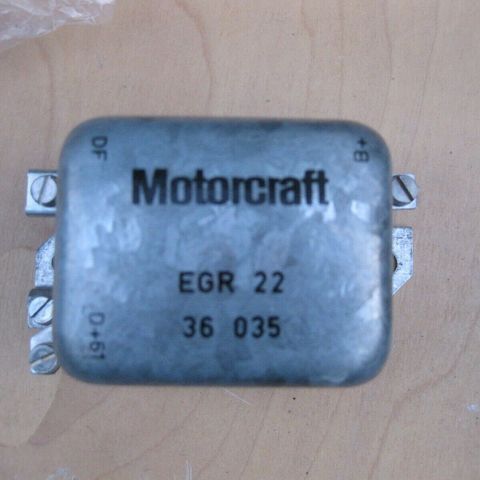 DF
B+
Motorcraft
EGR 22
36 035
D+61